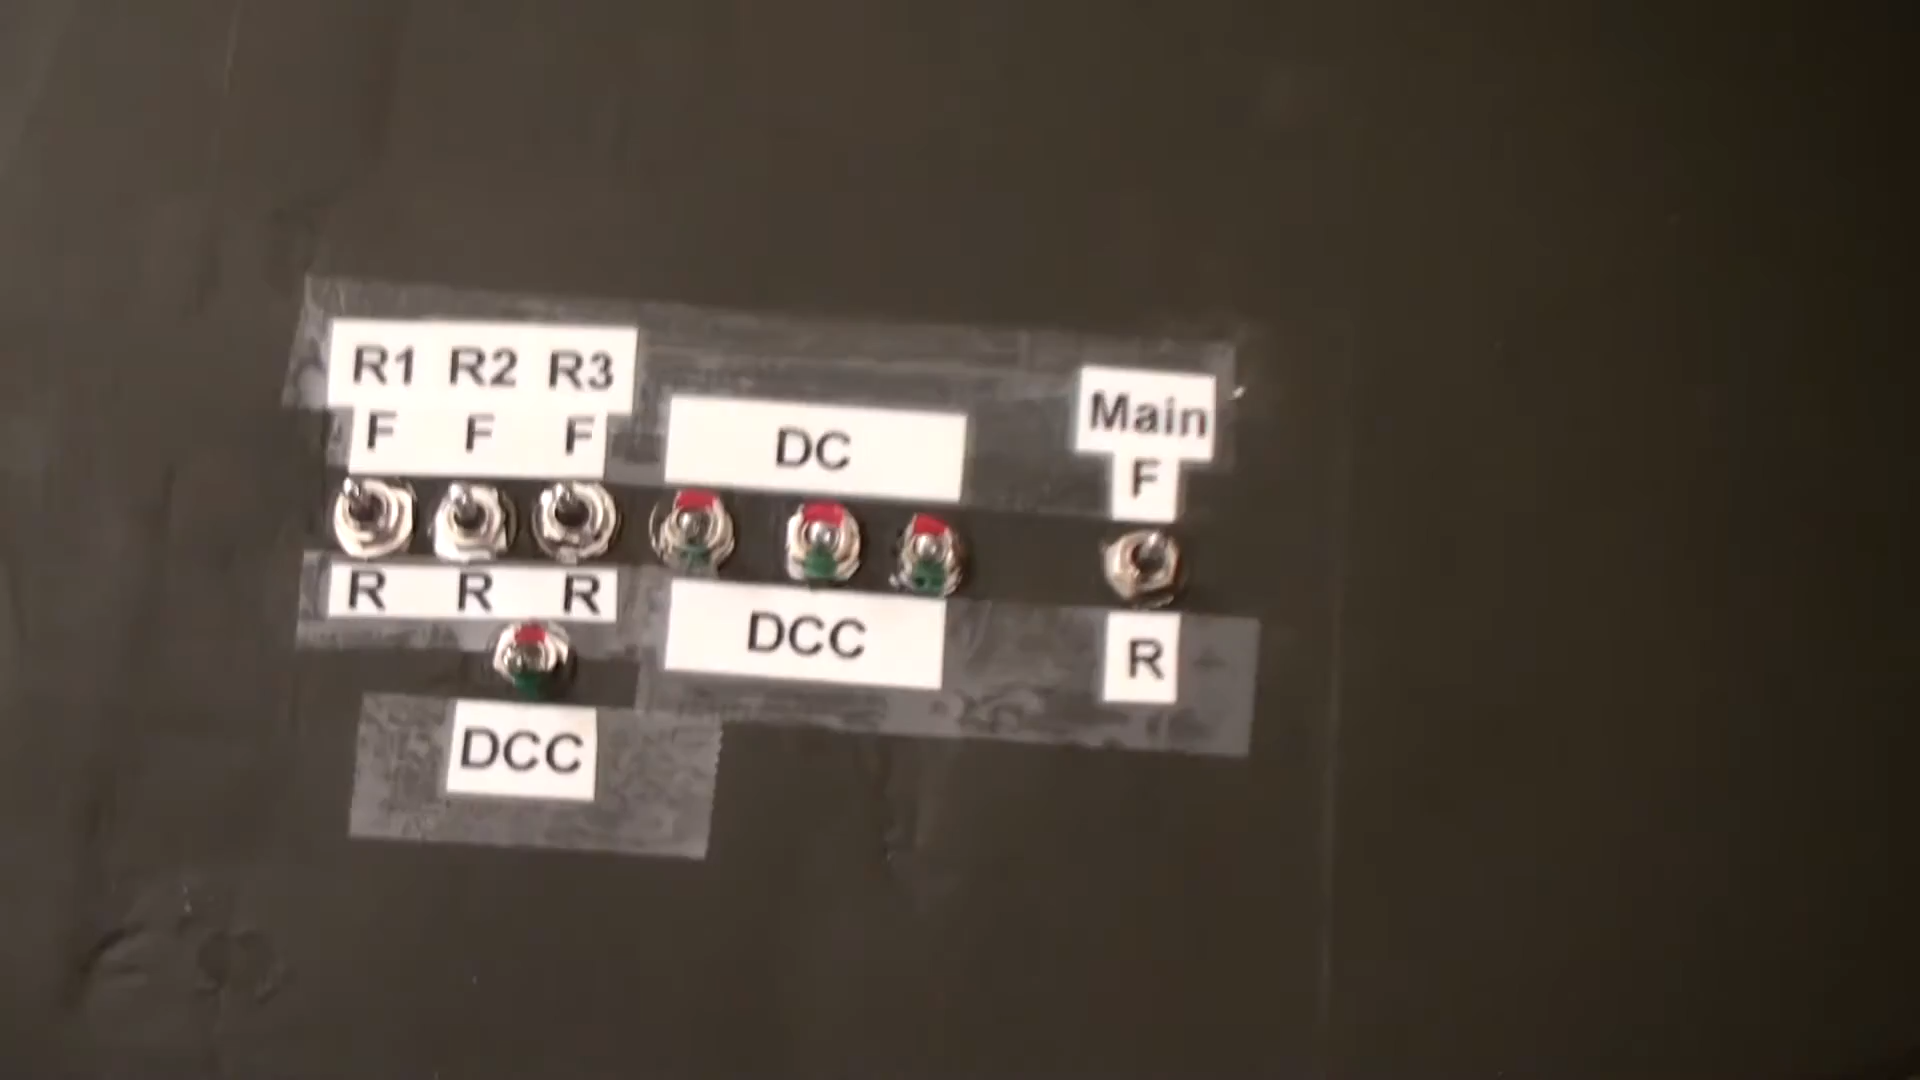 R1 R2 R3
F F F
DC
Main
F
R R R
DCC
R
DCC